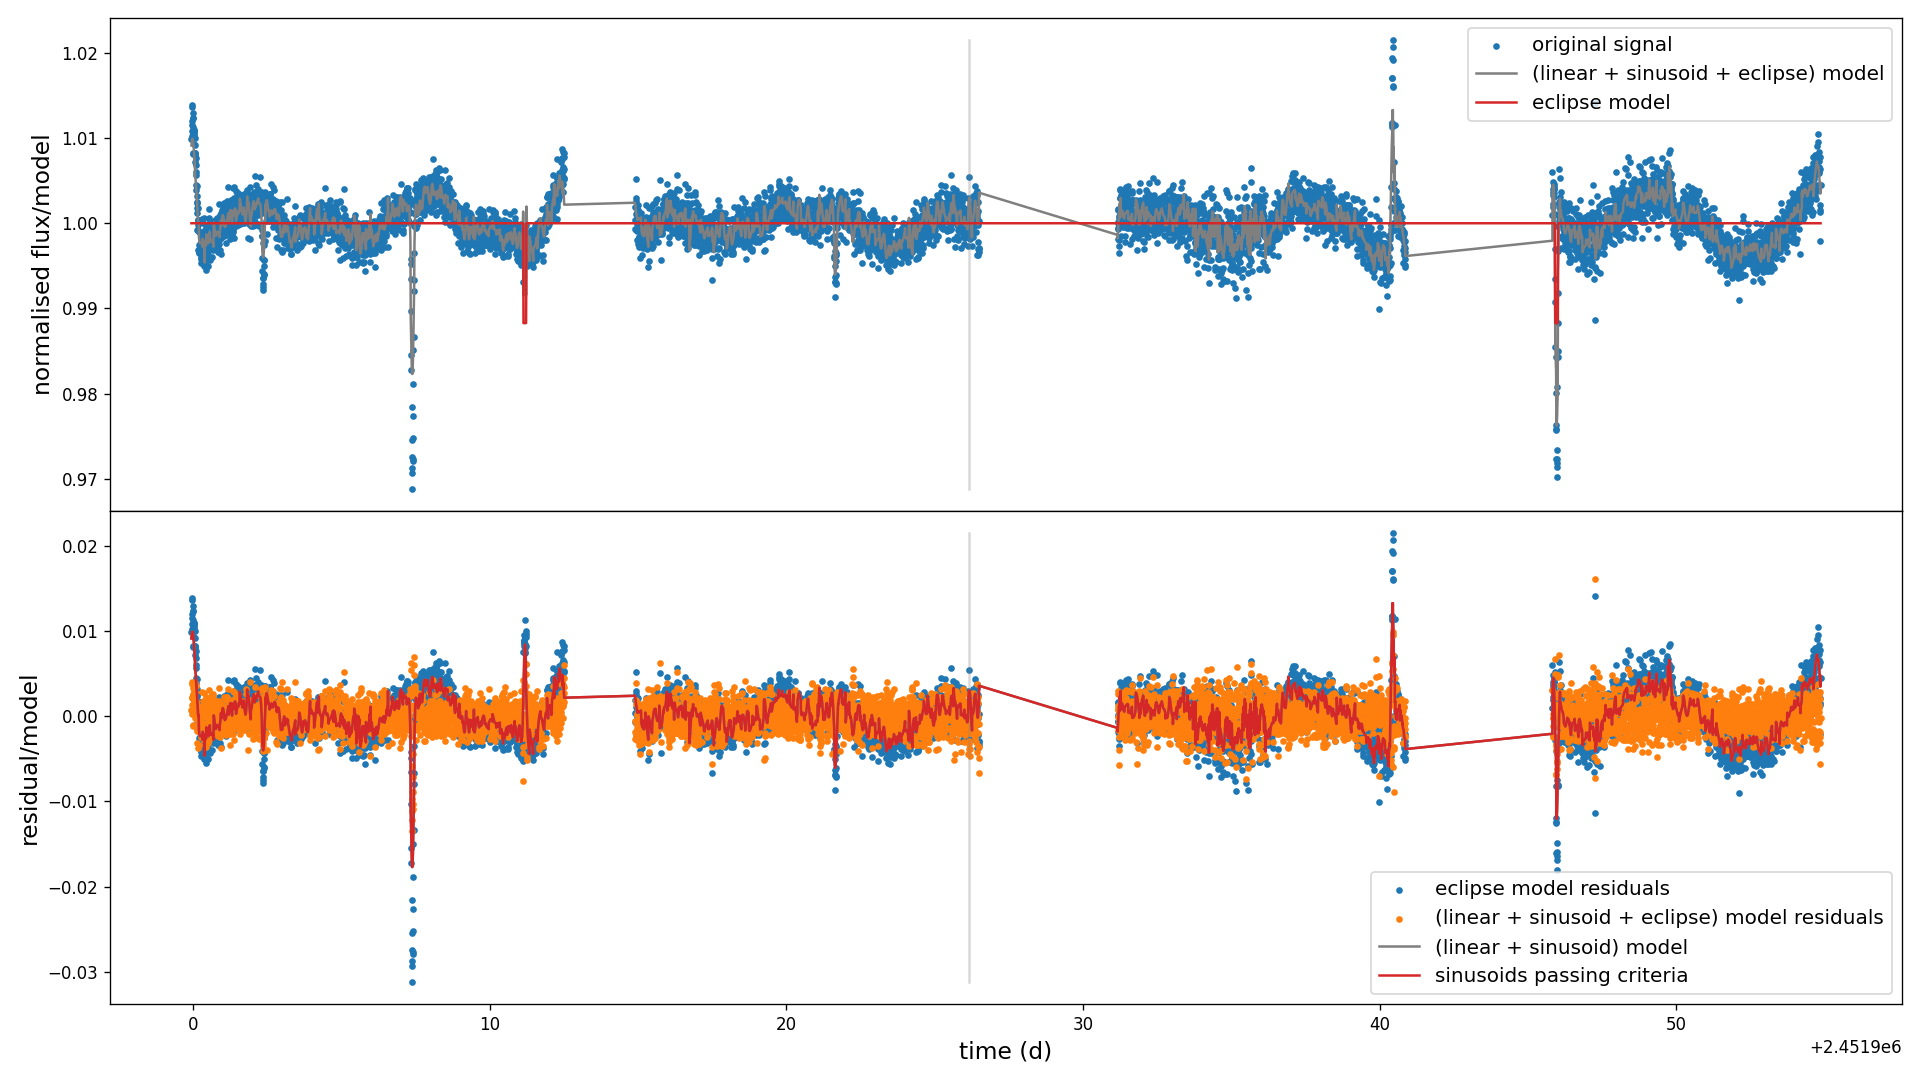 original signal
(linear + sinusoid + eclipse) model
eclipse model
1.02
1.01
1.00
0.99
0.98
0.97
normalised flux/model
0.02
0.01
0.00
−0.01
−0.02
−0.03
residual/model
eclipse model residuals
(linear + sinusoid + eclipse) model residuals
(linear + sinusoid) model
sinusoids passing criteria
0 10 20 30 40 50
time (d)
+2.4519e6